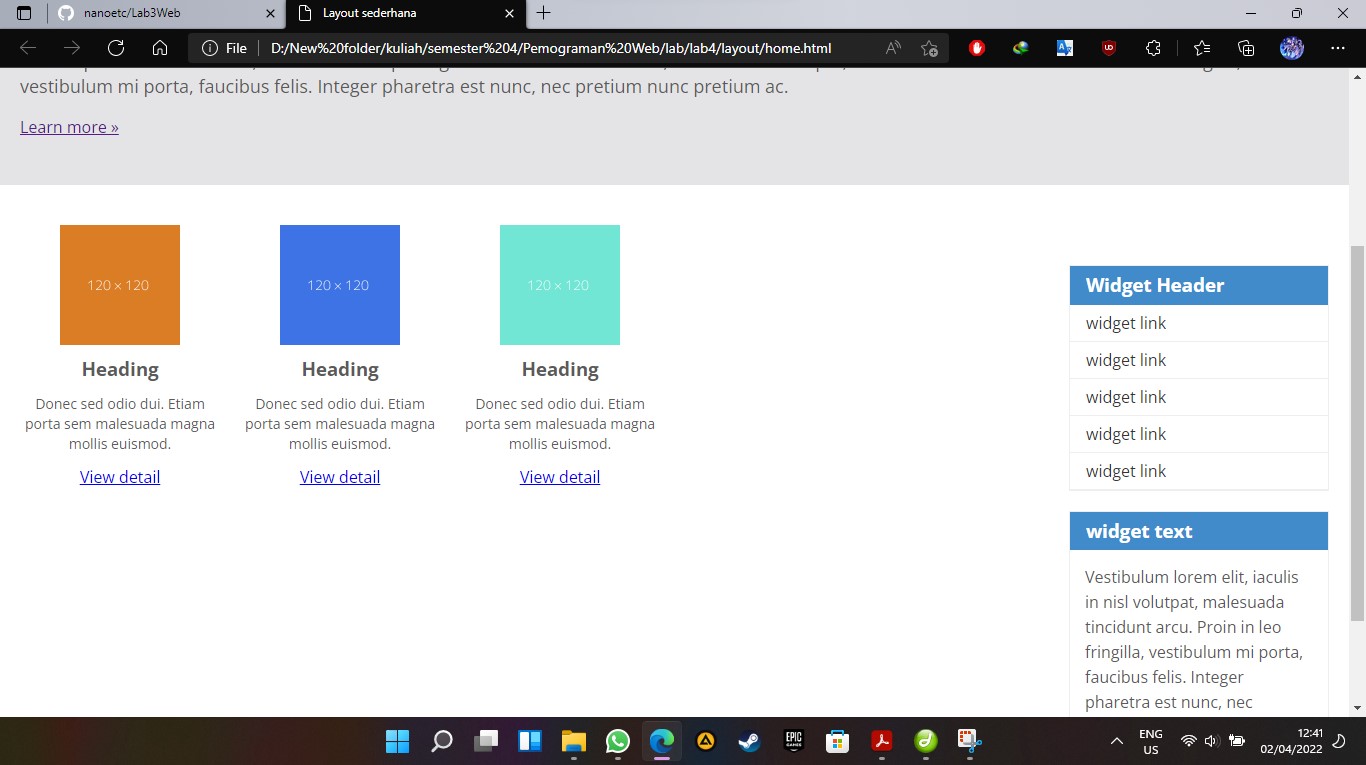 nanoetc/Lab3Web
Layout sederhana
File
D:/New%20folder/kuliah/semester%204/Pemograman%20Web/lab/lab4/layout/home.html
vestibulum mi porta, faucibus felis. Integer pharetra est nunc, nec pretium nunc pretium ac.
Learn more »
120 × 120
120 × 120
120 × 120
Heading
Heading
Heading
Donec sed odio dui. Etiam
porta sem malesuada magna
mollis euismod.
Donec sed odio dui. Etiam
porta sem malesuada magna
mollis euismod.
Donec sed odio dui. Etiam
porta sem malesuada magna
mollis euismod.
View detail
View detail
View detail
Widget Header
widget link
widget link
widget link
widget link
widget link
widget text
Vestibulum lorem elit, iaculis
in nisl volutpat, malesuada
tincidunt arcu. Proin in leo
fringilla, vestibulum mi porta,
faucibus felis. Integer
pharetra est nunc, nec
EPIC
GAMES
ENG
US
12:41
02/04/2022